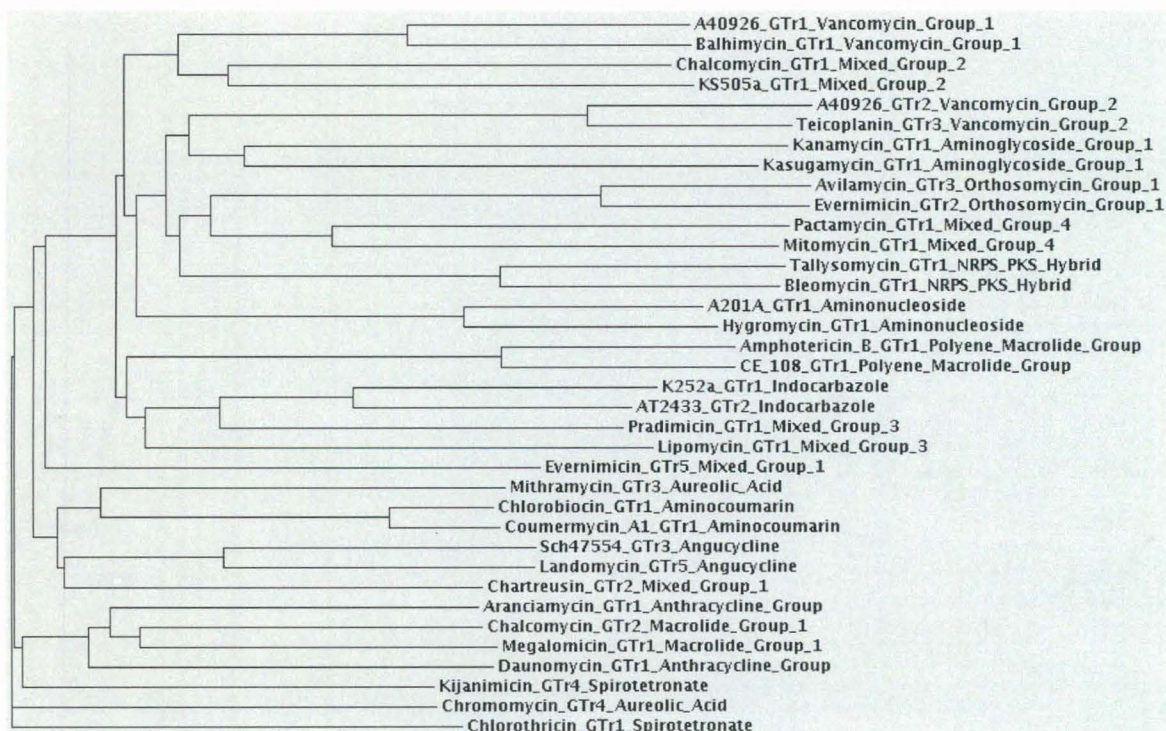 A40926_GTr1_Vancomycin_Group_1
Balhimycin_GTr1_Vancomycin_Group_1
Chalcomycin_GTr1_Mixed_Group_2
KS505a_GTr1_Mixed_Group_2
A40926_GTr2_Vancomycin_Group_2
Teicoplanin_GTr3_Vancomycin_Group_2
Kanamycin_GTr1_Aminoglycoside_Group_1
Kasugamycin_GTr1_Aminoglycoside_Group_1
Avilamycin_GTr3_Orthosomycin_Group_1
Evernimicin_GTr2_Orthosomycin_Group_1
Pactamycin_GTr1_Mixed_Group_4
Mitomycin_GTr1_Mixed_Group_4
Tallysomycin_GTr1_NRPS_PKS_Hybrid
Bleomycin_GTr1_NRPS_PKS_Hybrid
A201A_GTr1_Aminonucleoside
Hygromycin_GTr1_Aminonucleoside
Amphotericin_B_GTr1_Polyene_Macrolide_Group
CE_108_GTr1_Polyene_Macrolide_Group
K252a_GTr1_Indocarbazole
AT2433_GTr2_Indocarbazole
Pradimicin_GTr1_Mixed_Group_3
Lipomycin_GTr1_Mixed_Group_3
Evernimicin_GTr5_Mixed_Group_1
Mithramycin_GTr3_Aureolic_Acid
Chlorobiocin_GTr1_Aminocoumarin
Coumermycin_A1_GTr1_Aminocoumarin
Sch47554_GTr3_Angucycline
Landomycin_GTr5_Angucycline
Chartreusin_GTr2_Mixed_Group_1
Aranciamycin_GTr1_Anthracycline_Group
Chalcomycin_GTr2_Macrolide_Group_1
Megalomicin_GTr1_Macrolide_Group_1
Daunomycin_GTr1_Anthracycline_Group
Kijanimicin_GTr4_Spirotetronate
Chromomycin_GTr4_Aureolic_Acid
Chlorothricin_GTr1_Spirotetronate